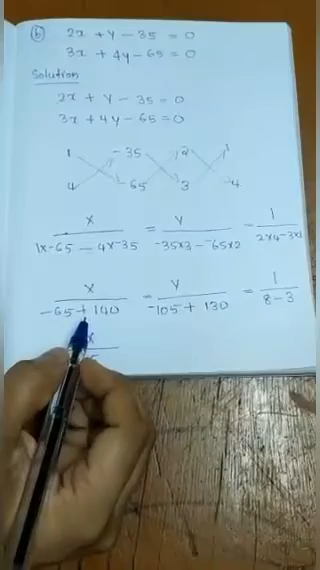 (b) 2x + y - 35 = 0
3x + 4y - 65 = 0
Solution
2x + y - 35 = 0
3x + 4y - 65 = 0
1 -35 2 1
4 -65 3 4
x/(1x-65 - 4x-35) = y/(-35x3 - -65x2) = 1/(2x4-3x1)
x/(-65+140) = y/(-105+130) = 1/(8-3)
x